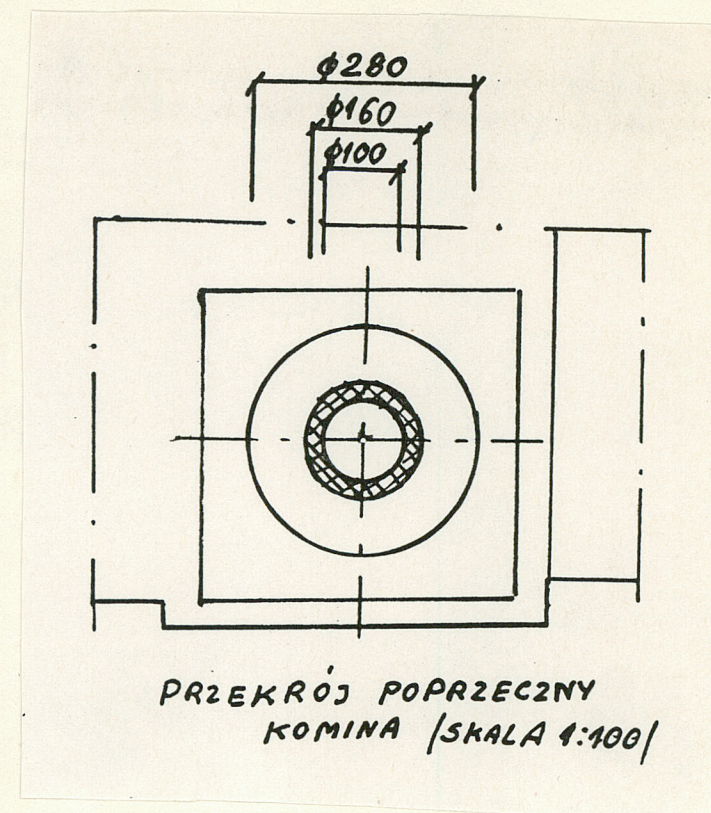 ϕ280
ϕ160
ϕ100
PRZEKRÓJ POPRZECZNY
KOMINA /SKALA 1:100/